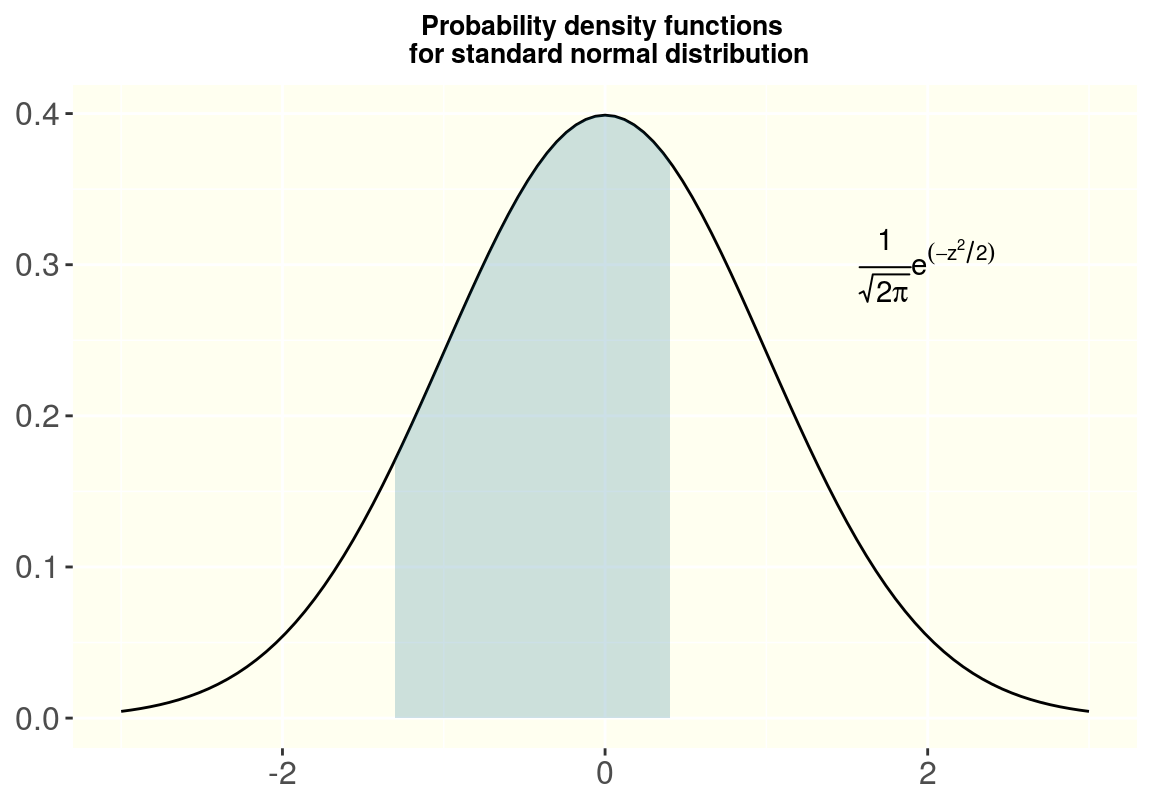 Probability density functions
for standard normal distribution
0.4
0.3
0.2
0.1
0.0
1
√2π
e(−z²/2)
-2 0 2